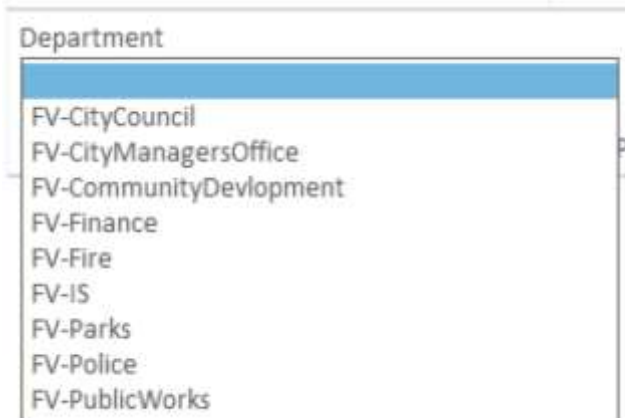 Department
FV-CityCouncil
FV-CityManagersOffice
FV-CommunityDevlopment
FV-Finance
FV-Fire
FV-IS
FV-Parks
FV-Police
FV-PublicWorks